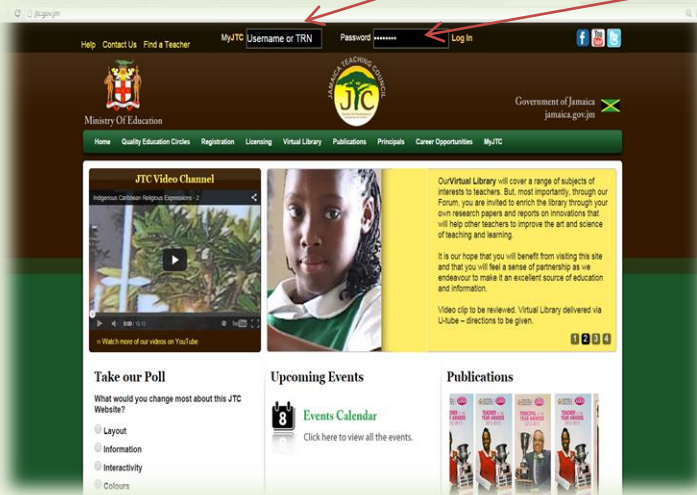 jtc.gov.jm
Help Contact Us Find a Teacher
MyJTC Username or TRN Password •••••••• Log In
You Tube
JAMAICA TEACHING COUNCIL
JTC
Ministry Of Education
Government of Jamaica
jamaica.gov.jm
Home Quality Education Circles Registration Licensing Virtual Library Publications Principals Career Opportunities MyJTC
JTC Video Channel
Indigenous Caribbean Religious Expressions - 2
0:00
» Watch more of our videos on YouTube
OurVirtual Library will cover a range of subjects of
interests to teachers. But, most importantly, through our
Forum, you are invited to enrich the library through your
own research papers and reports on innovations that
will help other teachers to improve the art and science
of teaching and learning.
It is our hope that you will benefit from visiting this site
and that you will feel a sense of partnership as we
endeavour to make it an excellent source of education
and information.
Video clip to be reviewed. Virtual Library delivered via
U-tube – directions to be given.
1 2 3 4
Take our Poll
What would you change most about this JTC
Website?
Layout
Information
Interactivity
Colours
Upcoming Events
8
Events Calendar
Click here to view all the events.
Publications